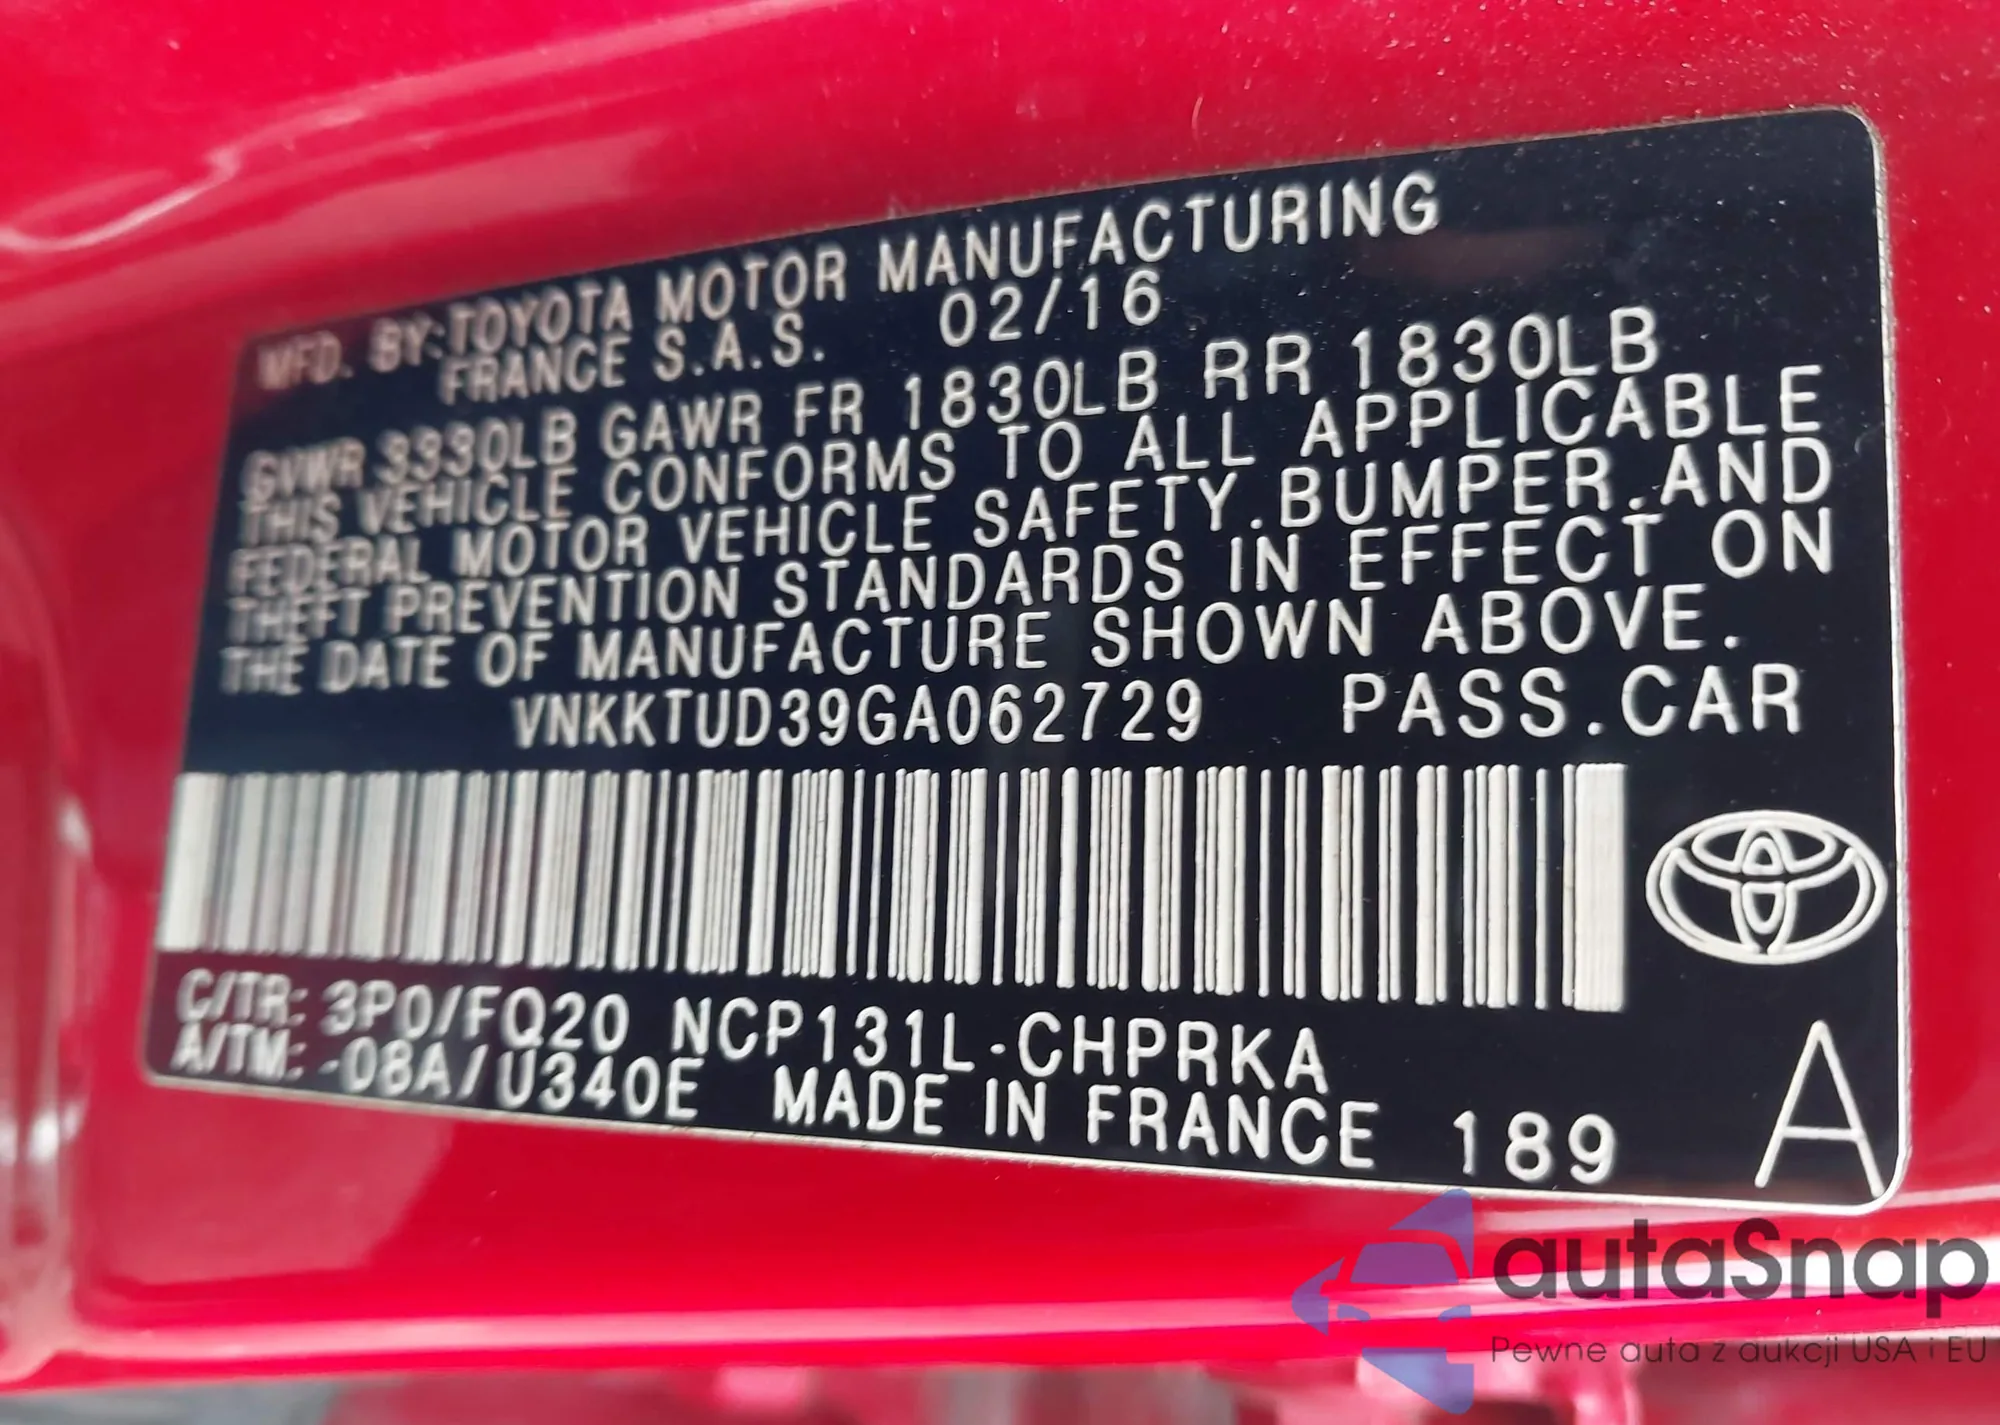 MFD. BY:TOYOTA MOTOR MANUFACTURING
FRANCE S.A.S. 02/16
GVWR 3330LB GAWR FR 1830LB RR 1830LB
THIS VEHICLE CONFORMS TO ALL APPLICABLE
FEDERAL MOTOR VEHICLE SAFETY.BUMPER.AND
THEFT PREVENTION STANDARDS IN EFFECT ON
THE DATE OF MANUFACTURE SHOWN ABOVE.
VNKKTUD39GA062729 PASS.CAR
C/TR: 3P0/FQ20 NCP131L-CHPRKA
A/TM: -08A/U340E MADE IN FRANCE 189 A
autaSnap
Pewne auta z aukcji USA i EU